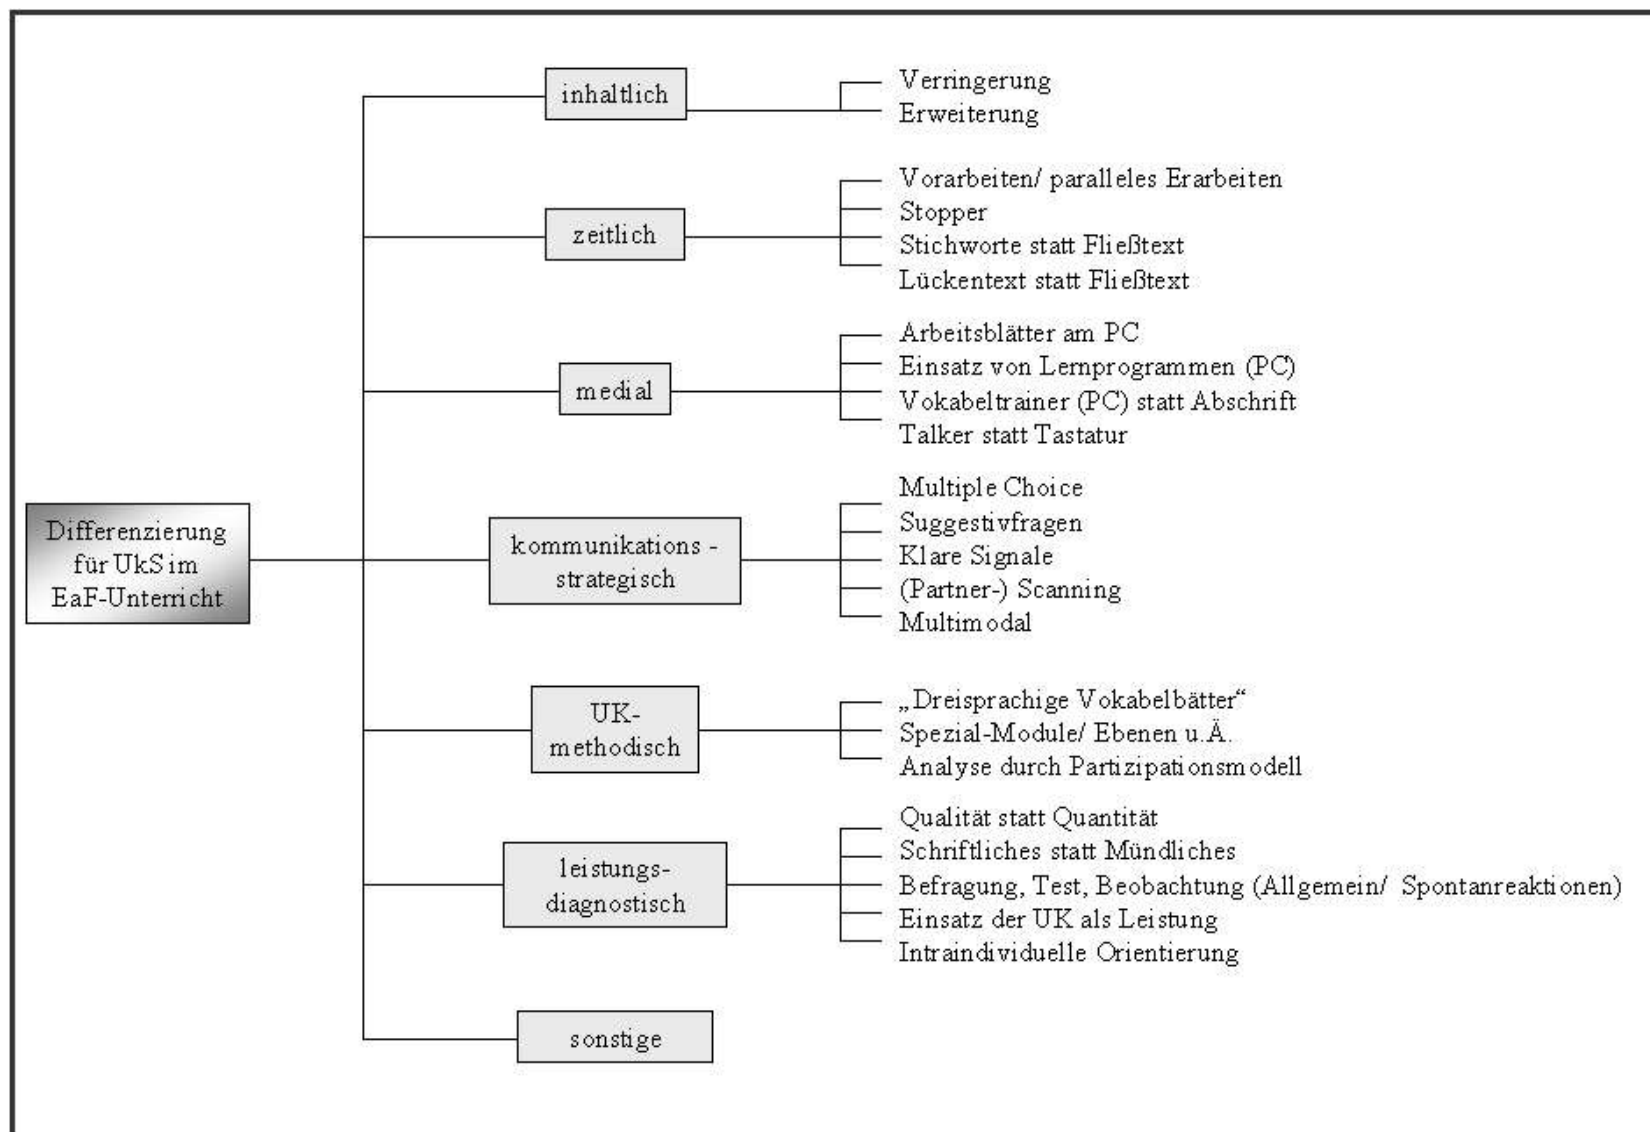 Differenzierung
für UkS im
EaF-Unterricht
inhaltlich
Verringerung
Erweiterung
zeitlich
Vorarbeiten/ paralleles Erarbeiten
Stopper
Stichworte statt Fließtext
Lückentext statt Fließtext
medial
Arbeitsblätter am PC
Einsatz von Lernprogrammen (PC)
Vokabeltrainer (PC) statt Abschrift
Talker statt Tastatur
kommunikations -
strategisch
Multiple Choice
Suggestivfragen
Klare Signale
(Partner-) Scanning
Multimodal
UK-
methodisch
„Dreisprachige Vokabelbätter“
Spezial-Module/ Ebenen u.Ä.
Analyse durch Partizipationsmodell
leistungs-
diagnostisch
Qualität statt Quantität
Schriftliches statt Mündliches
Befragung, Test, Beobachtung (Allgemein/ Spontanreaktionen)
Einsatz der UK als Leistung
Intraindividuelle Orientierung
sonstige